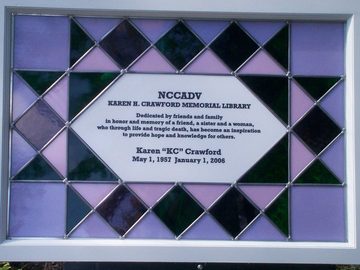 NCCADV
KAREN H. CRAWFORD MEMORIAL LIBRARY
Dedicated by friends and family
in honor and memory of a friend, a sister and a woman,
who through life and tragic death, has become an inspiration
to provide hope and knowledge for others.
Karen "KC" Crawford
May 1, 1957 January 1, 2006